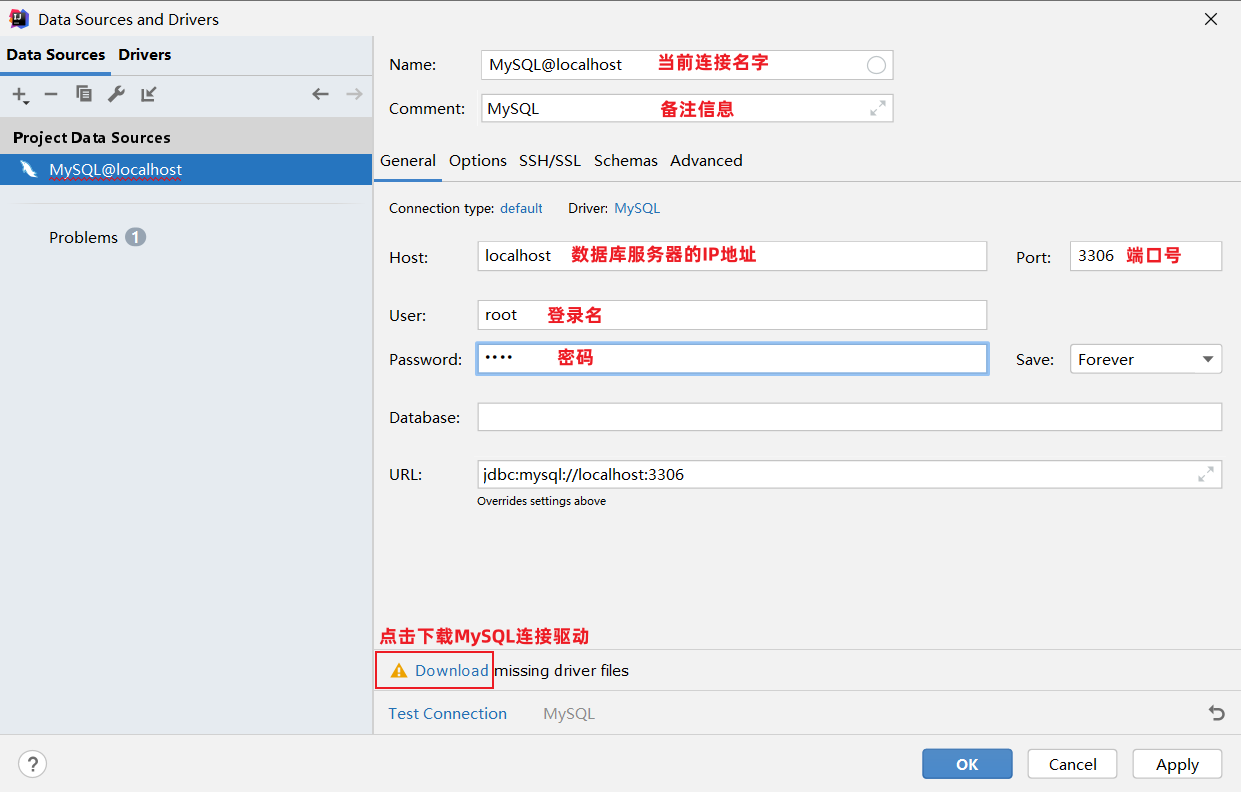 Data Sources and Drivers
Data Sources Drivers
Project Data Sources
MySQL@localhost
Problems 1
Name: MySQL@localhost 当前连接名字
Comment: MySQL 备注信息
General Options SSH/SSL Schemas Advanced
Connection type: default Driver: MySQL
Host: localhost 数据库服务器的IP地址 Port: 3306 端口号
User: root 登录名
Password: •••• 密码 Save: Forever
Database:
URL: jdbc:mysql://localhost:3306
Overrides settings above
点击下载MySQL连接驱动
Download missing driver files
Test Connection MySQL
? OK Cancel Apply